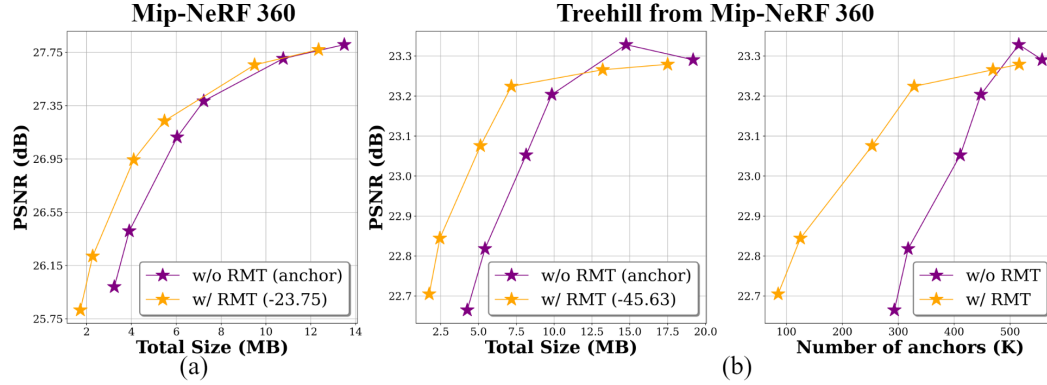 Mip-NeRF 360
Treehill from Mip-NeRF 360
PSNR (dB)
27.75
27.35
26.95
26.55
26.15
25.75
2 4 6 8 10 12 14
Total Size (MB)
w/o RMT (anchor)
w/ RMT (-23.75)
(a)
PSNR (dB)
23.3
23.2
23.1
23.0
22.9
22.8
22.7
0.0 2.5 5.0 7.5 10.0 12.5 15.0 17.5 20.0
Total Size (MB)
w/o RMT (anchor)
w/ RMT (-45.63)
23.3
23.2
23.1
23.0
22.9
22.8
22.7
100 200 300 400 500
Number of anchors (K)
w/o RMT
w/ RMT
(b)